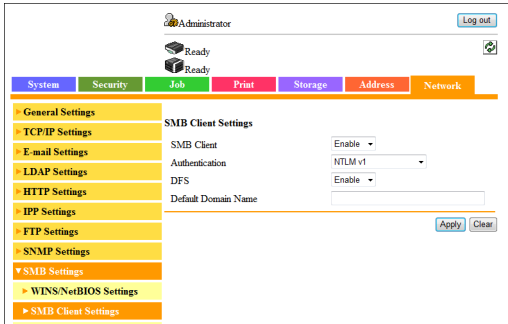 Administrator
Log out
Ready
Ready
System Security Job Print Storage Address Network
General Settings
TCP/IP Settings
E-mail Settings
LDAP Settings
HTTP Settings
IPP Settings
FTP Settings
SNMP Settings
SMB Settings
WINS/NetBIOS Settings
SMB Client Settings
SMB Client Settings
SMB Client Enable
Authentication NTLM v1
DFS Enable
Default Domain Name
Apply Clear